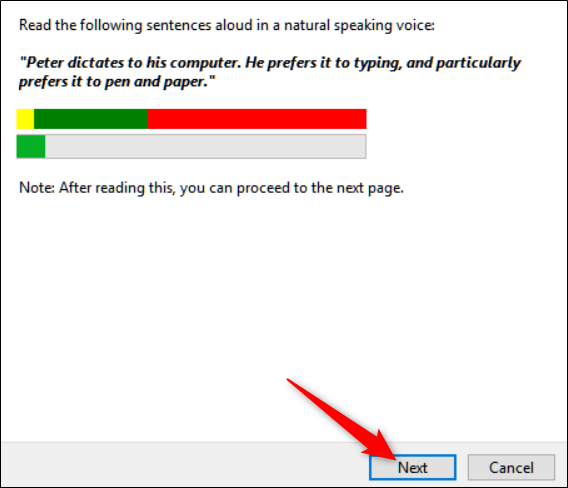 Read the following sentences aloud in a natural speaking voice:
"Peter dictates to his computer. He prefers it to typing, and particularly
prefers it to pen and paper."
Note: After reading this, you can proceed to the next page.
Next
Cancel